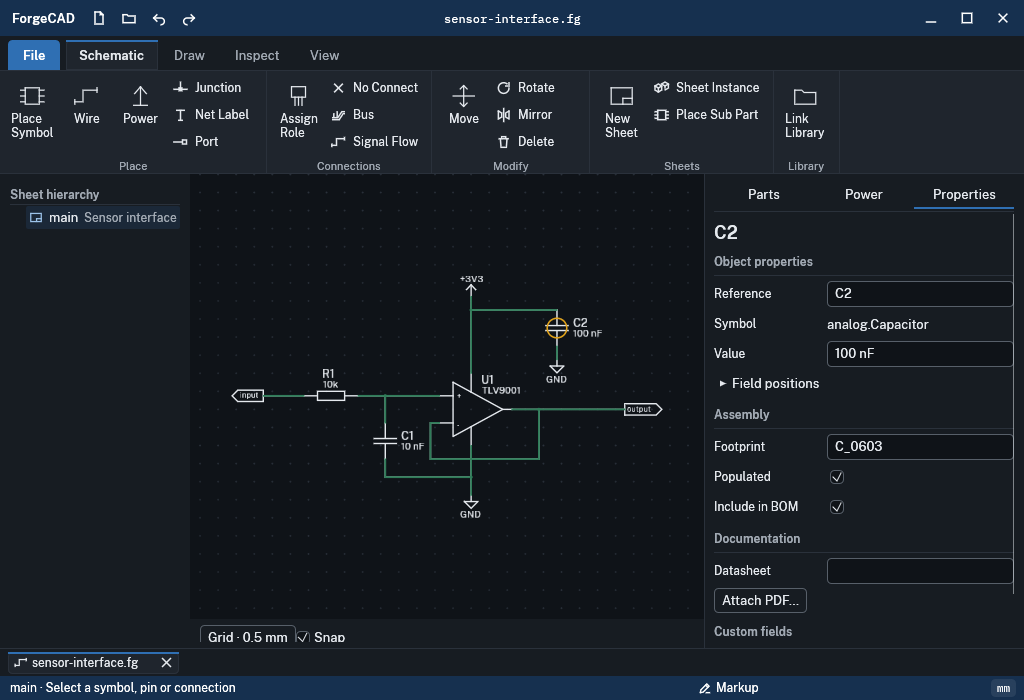 ForgeCAD
sensor-interface.fg
File
Schematic
Draw
Inspect
View
Place Symbol
Wire
Power
Junction
Net Label
Port
Place
Assign Role
No Connect
Bus
Signal Flow
Connections
Move
Rotate
Mirror
Delete
Modify
New Sheet
Sheet Instance
Place Sub Part
Sheets
Link Library
Library
Sheet hierarchy
main Sensor interface
+3V3
C2
100 nF
GND
R1
10k
input
U1
TLV9001
+
-
output
C1
10 nF
GND
Grid · 0.5 mm
Snap
Parts
Power
Properties
C2
Object properties
Reference
C2
Symbol
analog.Capacitor
Value
100 nF
Field positions
Assembly
Footprint
C_0603
Populated
Include in BOM
Documentation
Datasheet
Attach PDF...
Custom fields
sensor-interface.fg
main · Select a symbol, pin or connection
Markup
mm